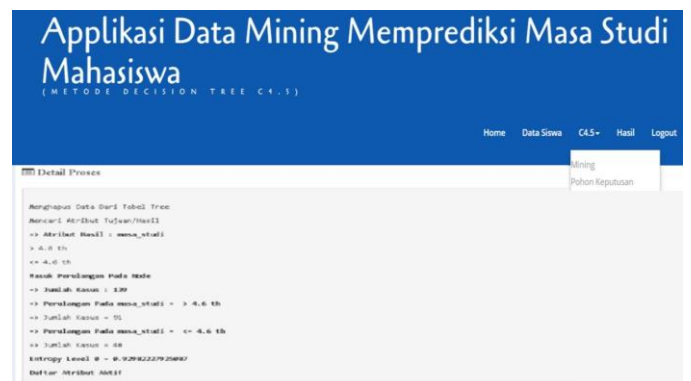 Applikasi Data Mining Memprediksi Masa Studi
Mahasiswa
(METODE DECISION TREE C4.5)
Home Data Siswa C4.5 Hasil Logout
Mining
Pohon Keputusan
Detail Proses
Menghapus Data Dari Tabel Tree
Mencari Atribut Tujuan/Hasil
=> Atribut Hasil : masa_studi
> 4.6 th
<= 4.6 th
Masuk Perulangan Pada Node
=> Jumlah Kasus : 139
=> Perulangan Pada masa_studi = > 4.6 th
=> Jumlah Kasus = 91
=> Perulangan Pada masa_studi = <= 4.6 th
=> Jumlah Kasus = 48
Entropy Level 0 =
Daftar Atribut Aktif